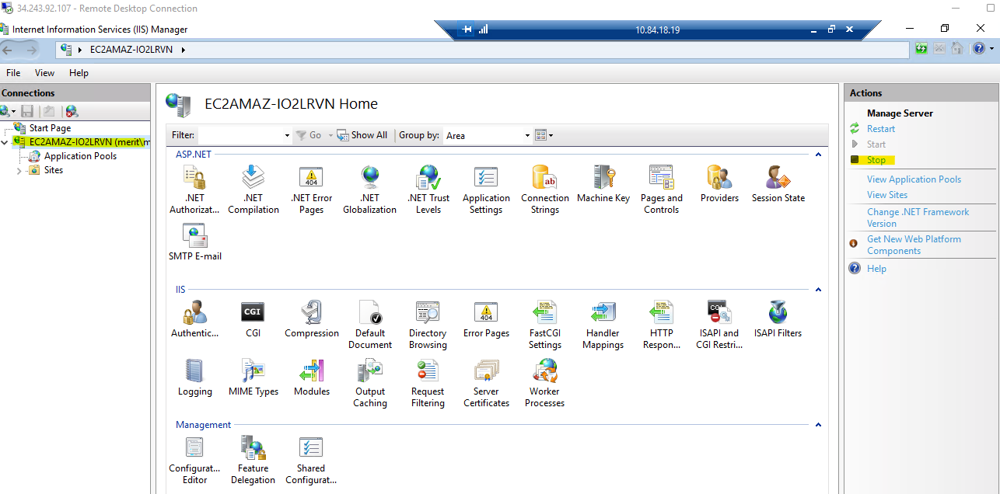 34.243.92.107 - Remote Desktop Connection
Internet Information Services (IIS) Manager
10.84.18.19
EC2AMAZ-IO2LRVN
File View Help
Connections
Start Page
EC2AMAZ-IO2LRVN (merit\m
Application Pools
Sites
EC2AMAZ-IO2LRVN Home
Filter: Go Show All Group by: Area
ASP.NET
.NET Authorizat...
.NET Compilation
404
.NET Error Pages
.NET Globalization
.NET Trust Levels
Application Settings
ab
Connection Strings
Machine Key
Pages and Controls
Providers
Session State
SMTP E-mail
IIS
Authentic...
CGI
CGI
Compression
Default Document
Directory Browsing
404
Error Pages
FastCGI Settings
Handler Mappings
HTTP Respon...
ISAPI and CGI Restri...
ISAPI Filters
Logging
MIME Types
Modules
Output Caching
Request Filtering
Server Certificates
Worker Processes
Management
Configurat... Editor
Feature Delegation
Shared Configurat...
Actions
Manage Server
Restart
Start
Stop
View Application Pools
View Sites
Change .NET Framework
Version
Get New Web Platform
Components
Help